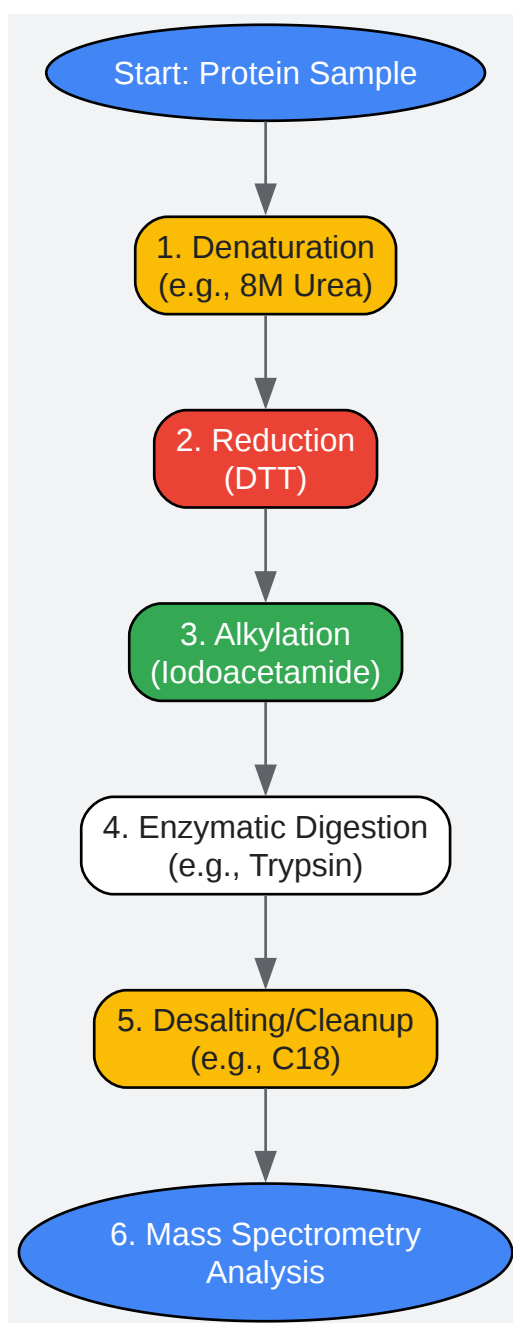 Start: Protein Sample
1. Denaturation
(e.g., 8M Urea)
2. Reduction
(DTT)
3. Alkylation
(Iodoacetamide)
4. Enzymatic Digestion
(e.g., Trypsin)
5. Desalting/Cleanup
(e.g., C18)
6. Mass Spectrometry
Analysis